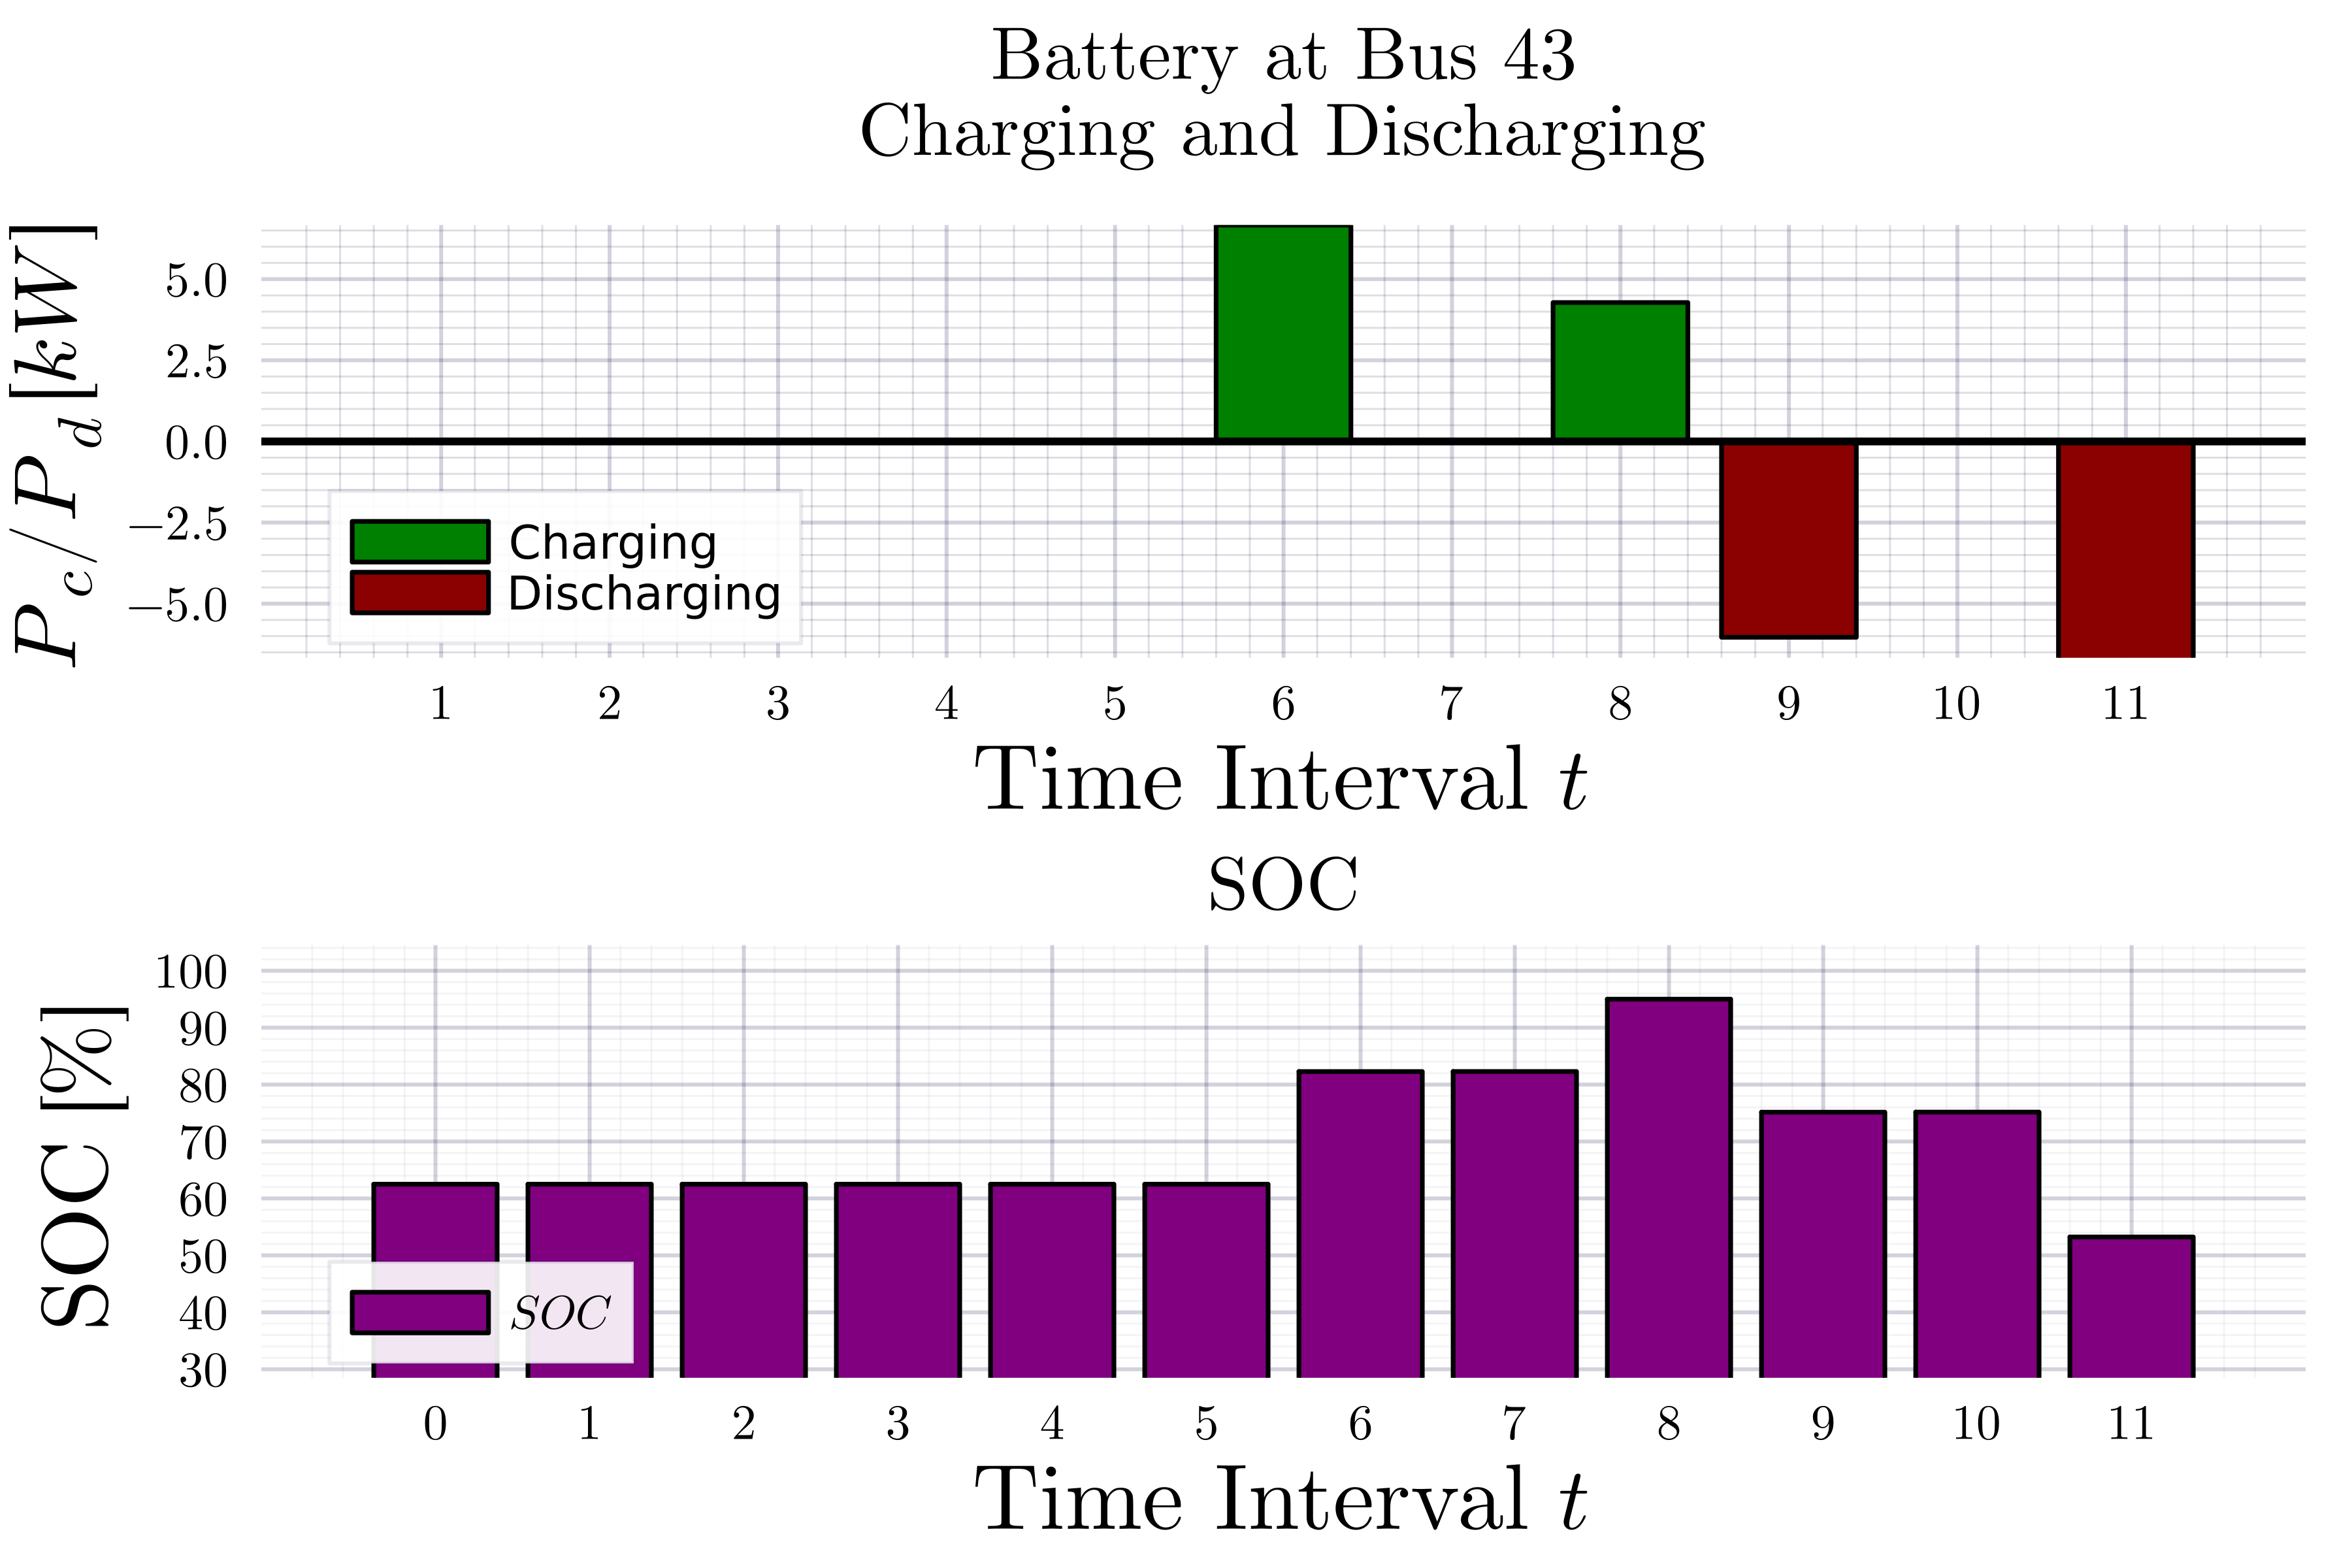 Battery at Bus 43
Charging and Discharging
P_c/P_d [kW]
5.0
2.5
0.0
−2.5
−5.0
Charging
Discharging
1 2 3 4 5 6 7 8 9 10 11
Time Interval t
SOC
SOC [%]
100
90
80
70
60
50
40
30
SOC
0 1 2 3 4 5 6 7 8 9 10 11
Time Interval t